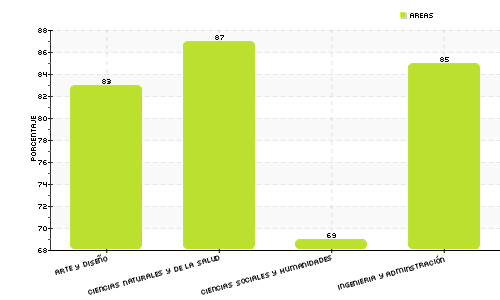 AREAS
88
86
84
82
80
78
76
74
72
70
68
PORCENTAJE
83
87
69
85
ARTE Y DISEÑO
CIENCIAS NATURALES Y DE LA SALUD
CIENCIAS SOCIALES Y HUMANIDADES
INGENIERIA Y ADMINSTRACIÓN